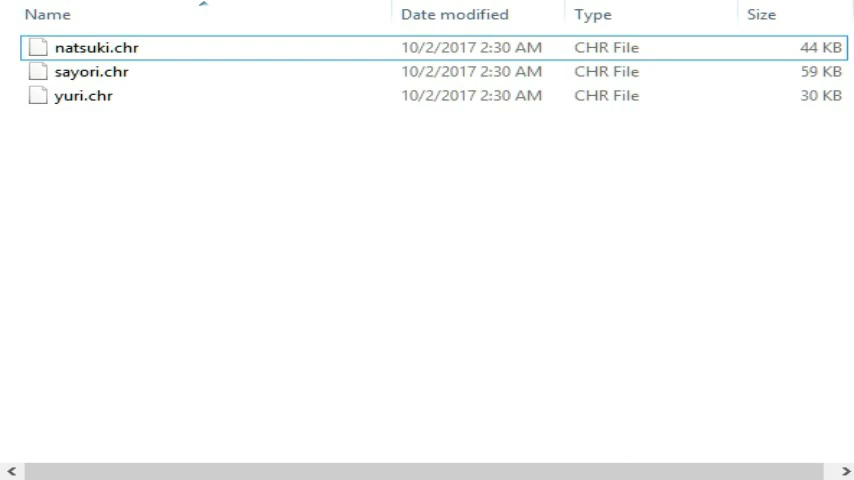 Name Date modified Type Size
natsuki.chr 10/2/2017 2:30 AM CHR File 44 KB
sayori.chr 10/2/2017 2:30 AM CHR File 59 KB
yuri.chr 10/2/2017 2:30 AM CHR File 30 KB